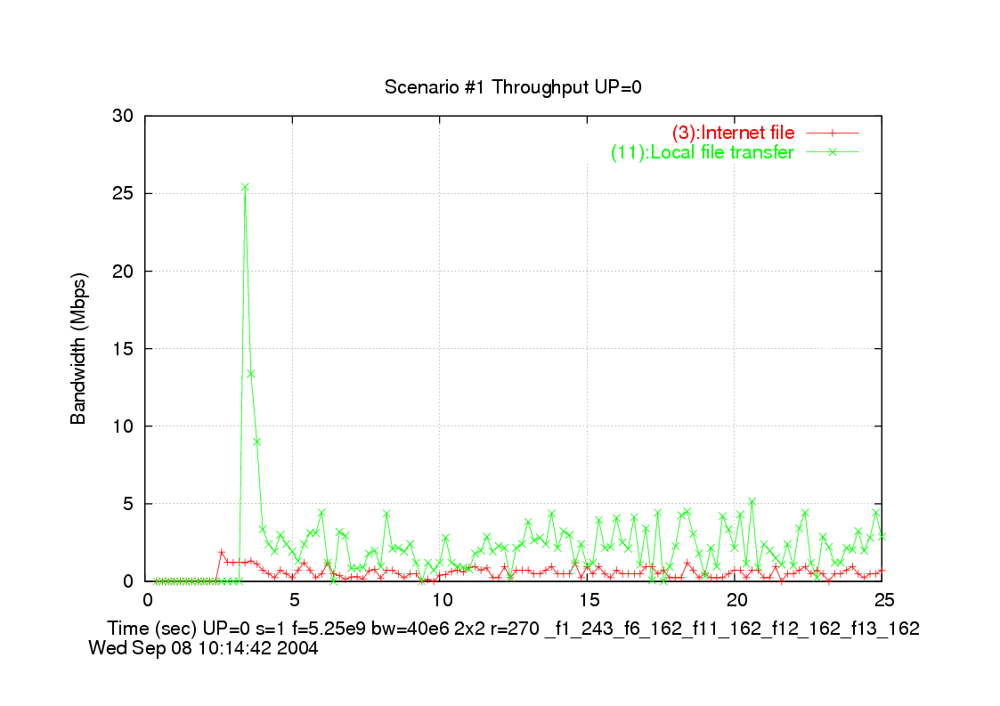 Scenario #1 Throughput UP=0
30
(3):Internet file
(11):Local file transfer
25
20
15
10
5
0
Bandwidth (Mbps)
0 5 10 15 20 25
Time (sec) UP=0 s=1 f=5.25e9 bw=40e6 2x2 r=270 _f1_243_f6_162_f11_162_f12_162_f13_162
Wed Sep 08 10:14:42 2004